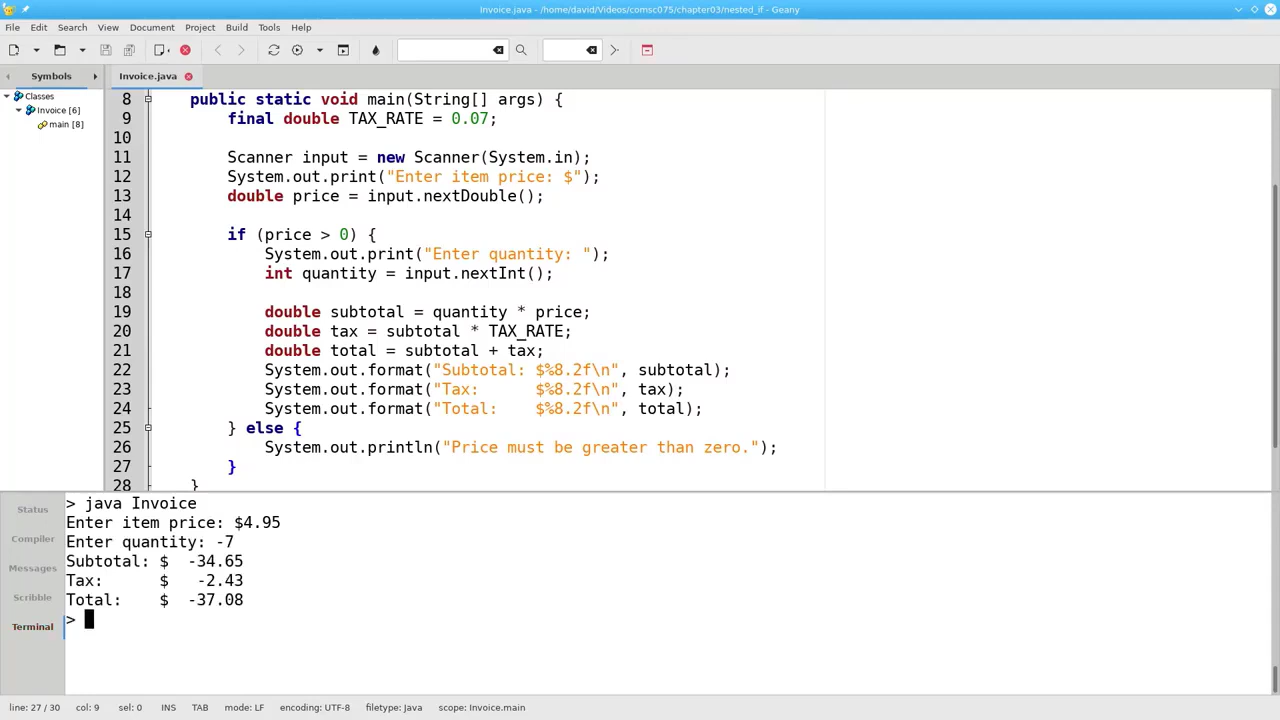 Invoice.java - /home/david/Videos/comsc075/chapter03/nested_if - Geany
File Edit Search View Document Project Build Tools Help
Symbols
Invoice.java
Classes
Invoice [6]
main [8]
8 public static void main(String[] args) {
9 final double TAX_RATE = 0.07;
10
11 Scanner input = new Scanner(System.in);
12 System.out.print("Enter item price: $");
13 double price = input.nextDouble();
14
15 if (price > 0) {
16 System.out.print("Enter quantity: ");
17 int quantity = input.nextInt();
18
19 double subtotal = quantity * price;
20 double tax = subtotal * TAX_RATE;
21 double total = subtotal + tax;
22 System.out.format("Subtotal: $%8.2f\n", subtotal);
23 System.out.format("Tax:      $%8.2f\n", tax);
24 System.out.format("Total:    $%8.2f\n", total);
25 } else {
26 System.out.println("Price must be greater than zero.");
27 }
28 }
Status
Compiler
Messages
Scribble
Terminal
> java Invoice
Enter item price: $4.95
Enter quantity: -7
Subtotal: $  -34.65
Tax:      $   -2.43
Total:    $  -37.08
>
line: 27 / 30 col: 9 sel: 0 INS TAB mode: LF encoding: UTF-8 filetype: Java scope: Invoice.main